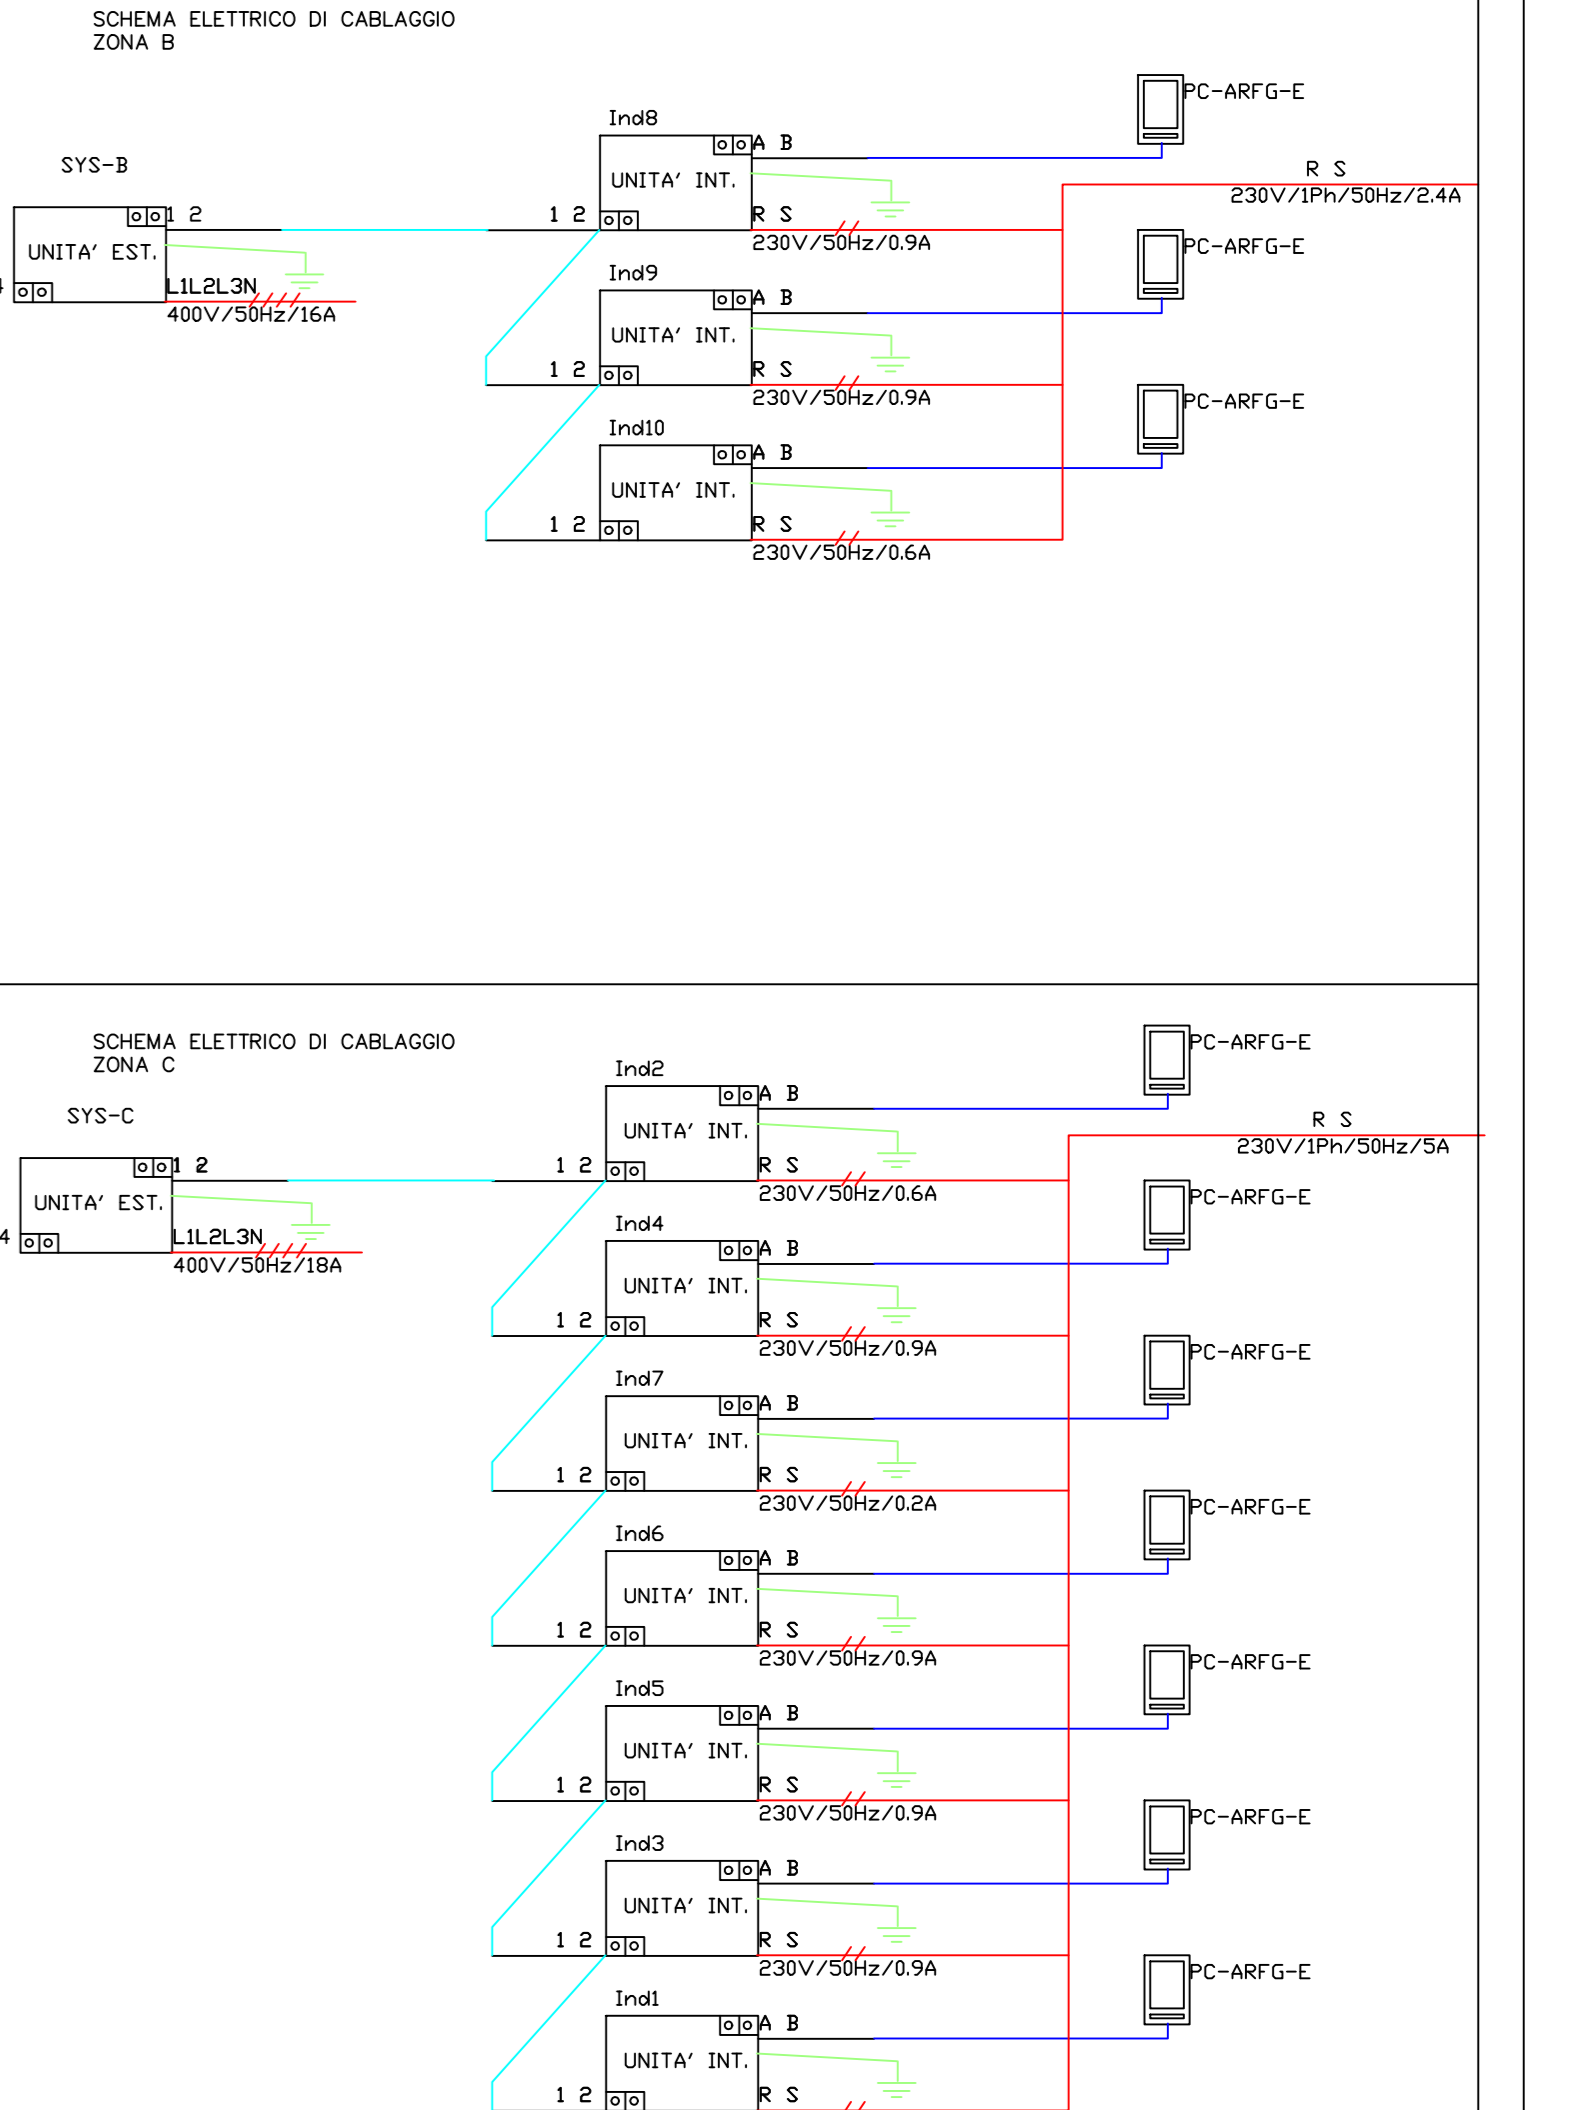 SCHEMA ELETTRICO DI CABLAGGIO
ZONA B
SYS-B
1 2
UNITA' EST.
L1L2L3N
400V/50Hz/16A
4
Ind8
A B
UNITA' INT.
1 2
R S
230V/50Hz/0.9A
PC-ARFG-E
R S
230V/1Ph/50Hz/2.4A
Ind9
A B
UNITA' INT.
1 2
R S
230V/50Hz/0.9A
PC-ARFG-E
Ind10
A B
UNITA' INT.
1 2
R S
230V/50Hz/0.6A
PC-ARFG-E
SCHEMA ELETTRICO DI CABLAGGIO
ZONA C
SYS-C
1 2
UNITA' EST.
L1L2L3N
400V/50Hz/18A
4
Ind2
A B
UNITA' INT.
1 2
R S
230V/50Hz/0.6A
PC-ARFG-E
R S
230V/1Ph/50Hz/5A
Ind4
A B
UNITA' INT.
1 2
R S
230V/50Hz/0.9A
PC-ARFG-E
Ind7
A B
UNITA' INT.
1 2
R S
230V/50Hz/0.2A
PC-ARFG-E
Ind6
A B
UNITA' INT.
1 2
R S
230V/50Hz/0.9A
PC-ARFG-E
Ind5
A B
UNITA' INT.
1 2
R S
230V/50Hz/0.9A
PC-ARFG-E
Ind3
A B
UNITA' INT.
1 2
R S
230V/50Hz/0.9A
PC-ARFG-E
Ind1
A B
UNITA' INT.
1 2
R S
PC-ARFG-E